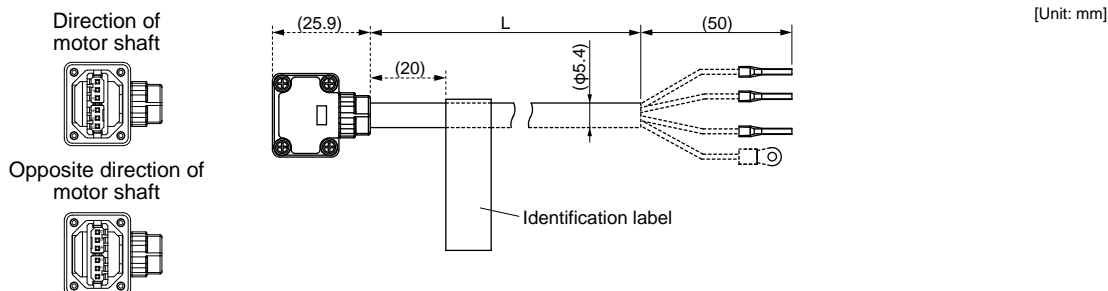 [Unit: mm]
Direction of
motor shaft
(25.9)
L
(50)
(20)
(φ5.4)
Opposite direction of
motor shaft
Identification label